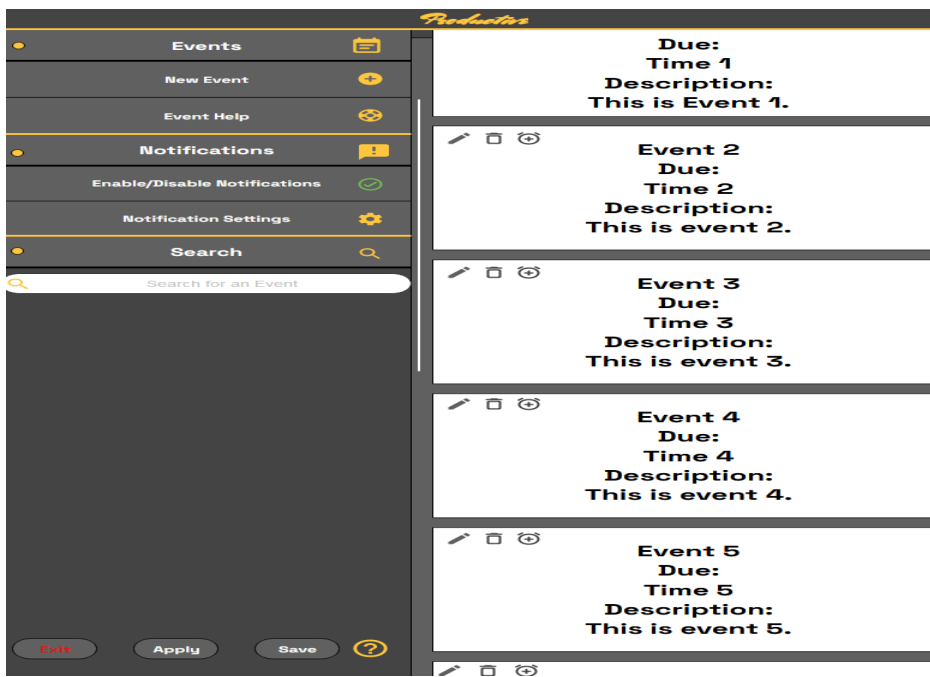 Productive
Events
New Event
Event Help
Notifications
Enable/Disable Notifications
Notification Settings
Search
Search for an Event
Exit
Apply
Save
Due:
Time 1
Description:
This is Event 1.
Event 2
Due:
Time 2
Description:
This is event 2.
Event 3
Due:
Time 3
Description:
This is event 3.
Event 4
Due:
Time 4
Description:
This is event 4.
Event 5
Due:
Time 5
Description:
This is event 5.